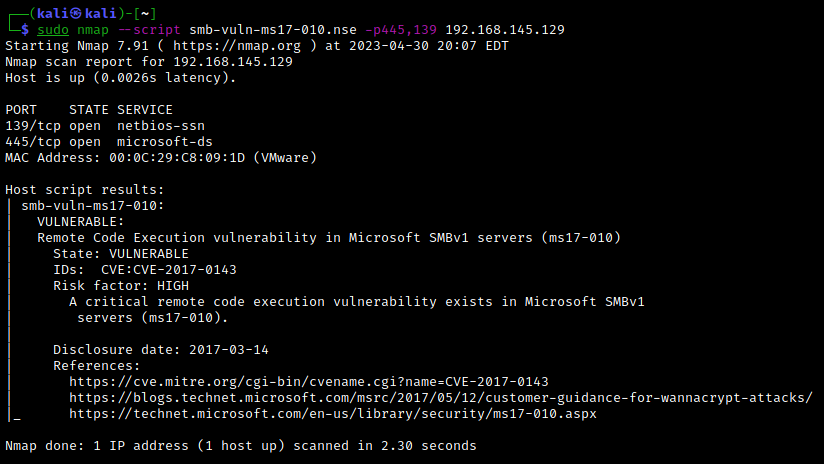 ┌──(kali㉿kali)-[~]
└─$ sudo nmap --script smb-vuln-ms17-010.nse -p445,139 192.168.145.129
Starting Nmap 7.91 ( https://nmap.org ) at 2023-04-30 20:07 EDT
Nmap scan report for 192.168.145.129
Host is up (0.0026s latency).

PORT    STATE SERVICE
139/tcp open  netbios-ssn
445/tcp open  microsoft-ds
MAC Address: 00:0C:29:C8:09:1D (VMware)

Host script results:
| smb-vuln-ms17-010:
|   VULNERABLE:
|   Remote Code Execution vulnerability in Microsoft SMBv1 servers (ms17-010)
|     State: VULNERABLE
|     IDs:  CVE:CVE-2017-0143
|     Risk factor: HIGH
|       A critical remote code execution vulnerability exists in Microsoft SMBv1
|        servers (ms17-010).
|
|     Disclosure date: 2017-03-14
|     References:
|       https://cve.mitre.org/cgi-bin/cvename.cgi?name=CVE-2017-0143
|       https://blogs.technet.microsoft.com/msrc/2017/05/12/customer-guidance-for-wannacrypt-attacks/
|_      https://technet.microsoft.com/en-us/library/security/ms17-010.aspx

Nmap done: 1 IP address (1 host up) scanned in 2.30 seconds